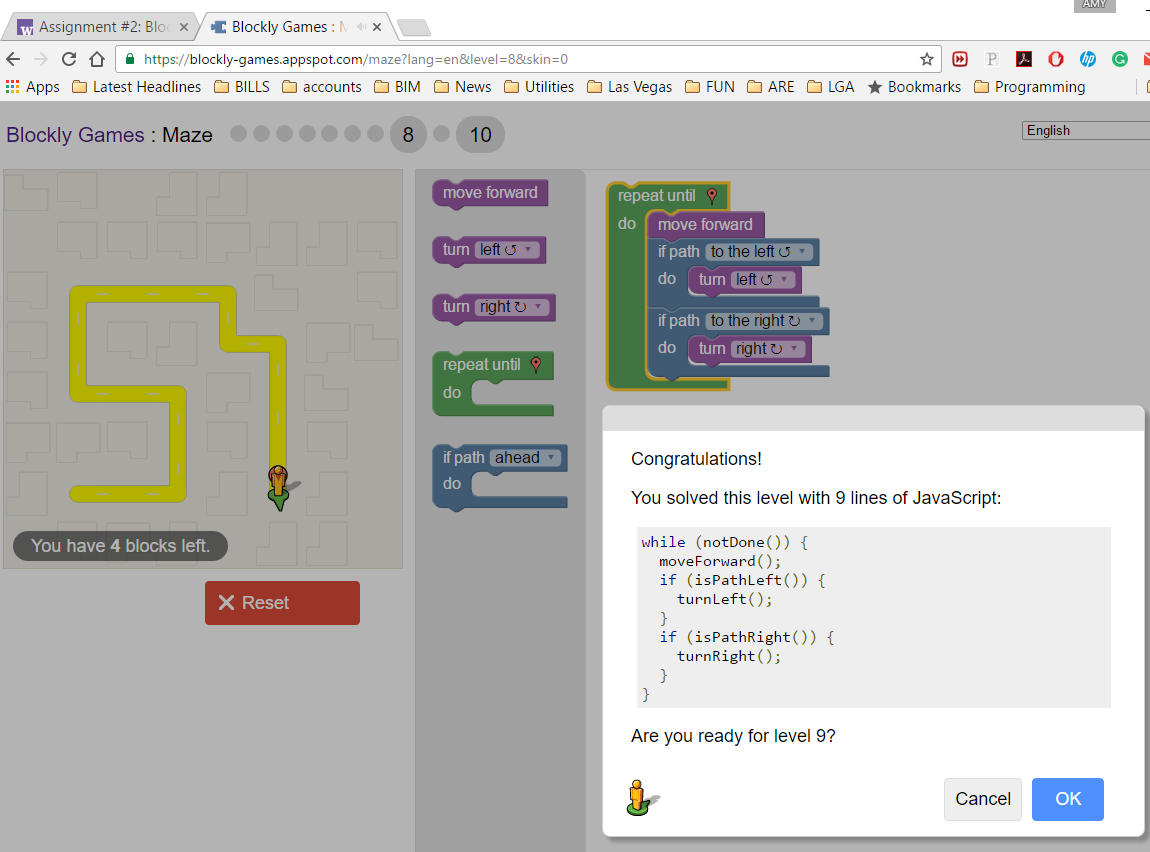 AMY
Assignment #2: Blo
Blockly Games :
https://blockly-games.appspot.com/maze?lang=en&level=8&skin=0
Apps Latest Headlines BILLS accounts BIM News Utilities Las Vegas FUN ARE LGA Bookmarks Programming
Blockly Games : Maze 8 10
English
move forward
turn left ↺
turn right ↻
repeat until
do
if path ahead
do
repeat until
do move forward
if path to the left ↺
do turn left ↺
if path to the right ↻
do turn right ↻
You have 4 blocks left.
Reset
Congratulations!
You solved this level with 9 lines of JavaScript:
while (notDone()) {
  moveForward();
  if (isPathLeft()) {
    turnLeft();
  }
  if (isPathRight()) {
    turnRight();
  }
}
Are you ready for level 9?
Cancel OK